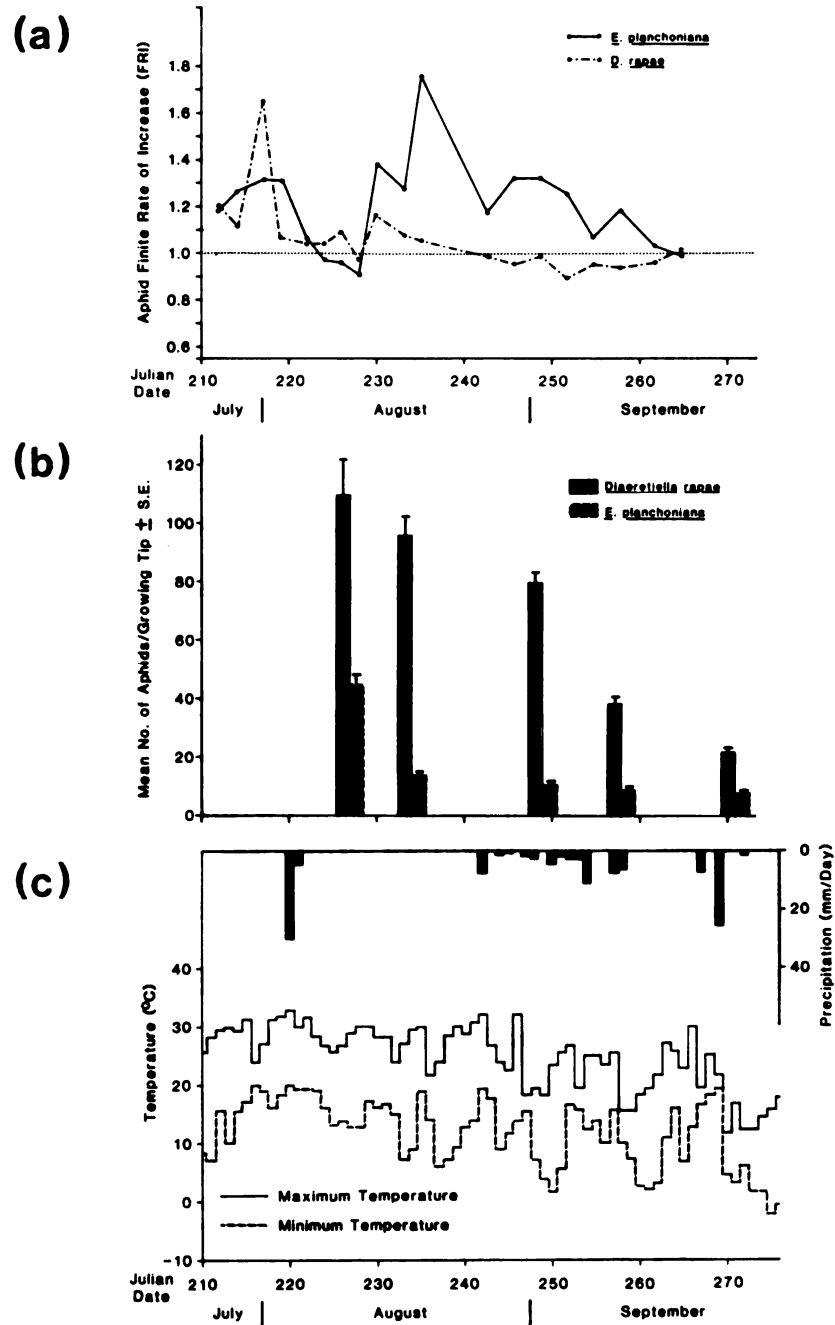 (a)
Aphid Finite Rate of Increase (FRI)
1.8
1.6
1.4
1.2
1.0
0.8
0.6
E. planchoniana
D. rapae
Julian Date
210 220 230 240 250 260 270
July August September
(b)
Mean No. of Aphids/Growing Tip ± S.E.
120
100
80
60
40
20
0
Diaeretiella rapae
E. planchoniana
(c)
Temperature (ºC)
40
30
20
10
0
-10
Precipitation (mm/Day)
0
20
40
Maximum Temperature
Minimum Temperature
Julian Date
210 220 230 240 250 260 270
July August September